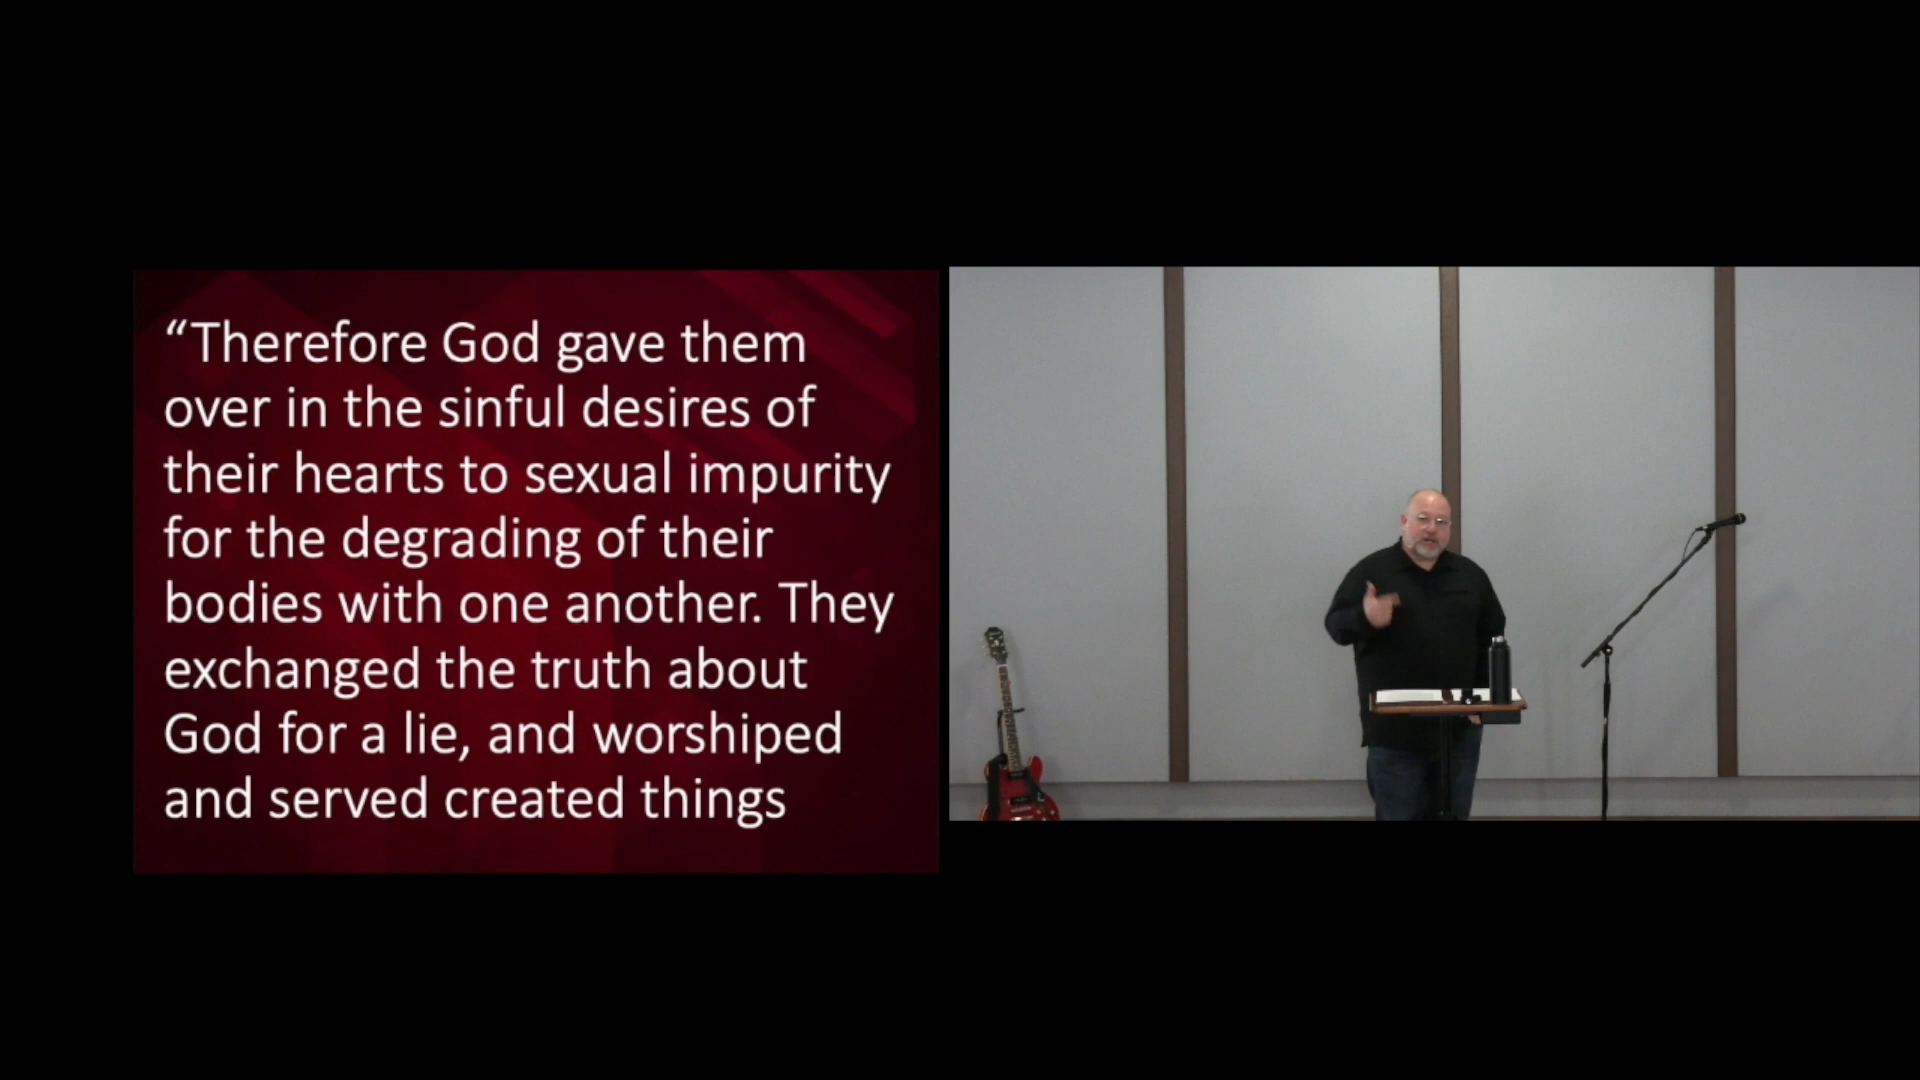 “Therefore God gave them
over in the sinful desires of
their hearts to sexual impurity
for the degrading of their
bodies with one another. They
exchanged the truth about
God for a lie, and worshiped
and served created things